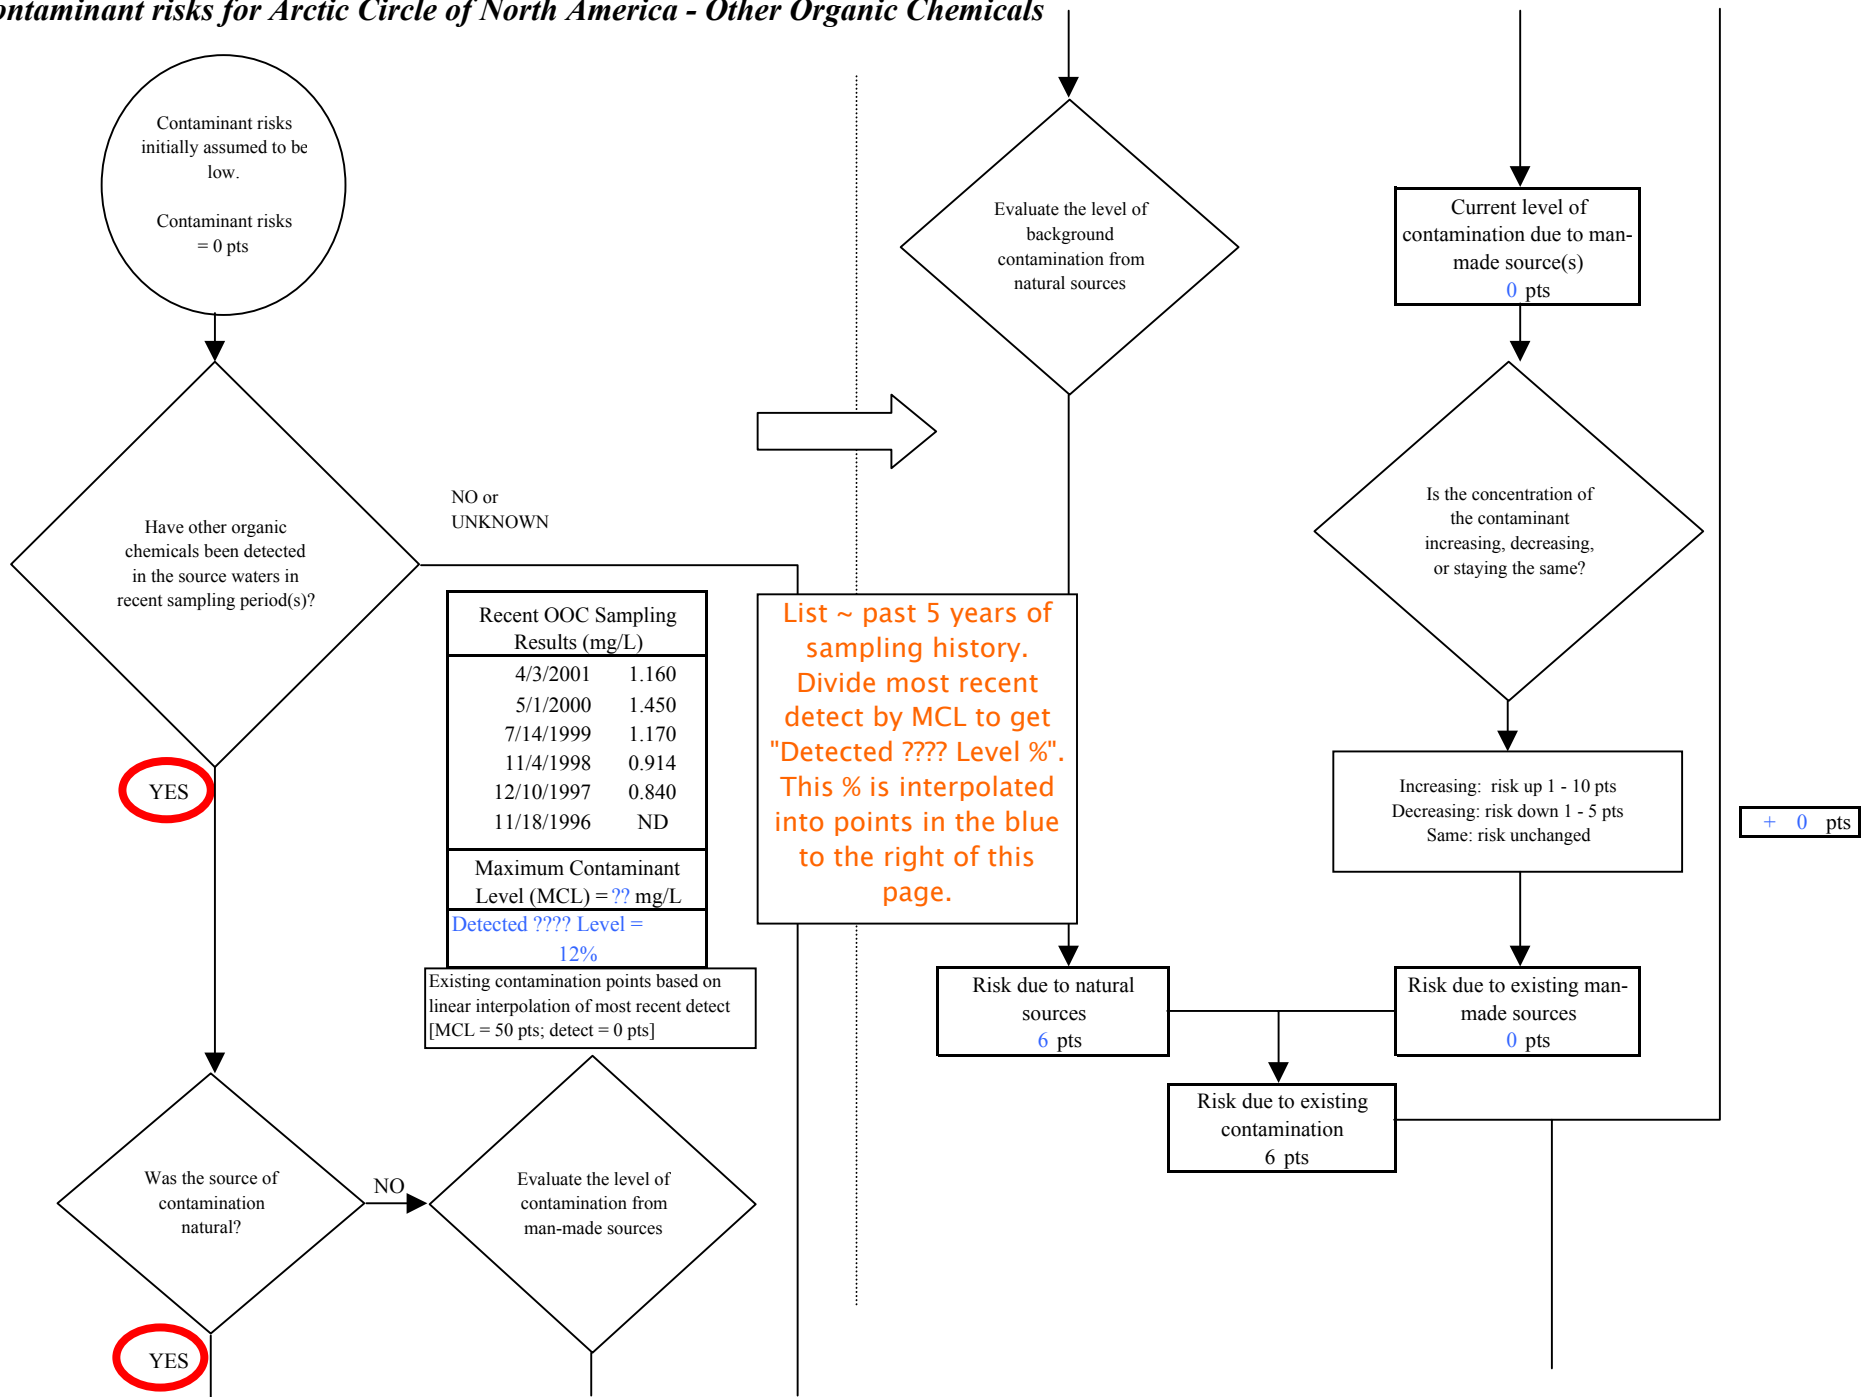 ontaminant risks for Arctic Circle of North America - Other Organic Chemicals
Contaminant risks
initially assumed to be
low.
Contaminant risks
= 0 pts
Have other organic
chemicals been detected
in the source waters in
recent sampling period(s)?
NO or
UNKNOWN
YES
Recent OOC Sampling
Results (mg/L)
4/3/2001 1.160
5/1/2000 1.450
7/14/1999 1.170
11/4/1998 0.914
12/10/1997 0.840
11/18/1996 ND
Maximum Contaminant
Level (MCL) = ?? mg/L
Detected ???? Level =
12%
Existing contamination points based on
linear interpolation of most recent detect
[MCL = 50 pts; detect = 0 pts]
Was the source of
contamination
natural?
NO
YES
Evaluate the level of
contamination from
man-made sources
List ~ past 5 years of
sampling history.
Divide most recent
detect by MCL to get
"Detected ???? Level %".
This % is interpolated
into points in the blue
to the right of this
page.
Evaluate the level of
background
contamination from
natural sources
Risk due to natural
sources
6 pts
Current level of
contamination due to man-
made source(s)
0 pts
Is the concentration of
the contaminant
increasing, decreasing,
or staying the same?
Increasing: risk up 1 - 10 pts
Decreasing: risk down 1 - 5 pts
Same: risk unchanged
Risk due to existing man-
made sources
0 pts
Risk due to existing
contamination
6 pts
+ 0 pts